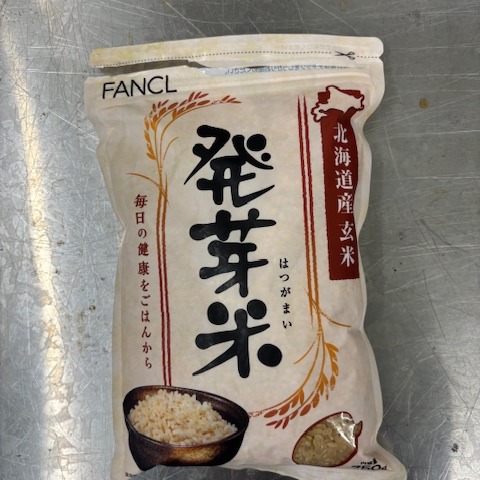 FANCL
北海道産玄米
発芽米
はつがまい
毎日の健康をごはんから
750g